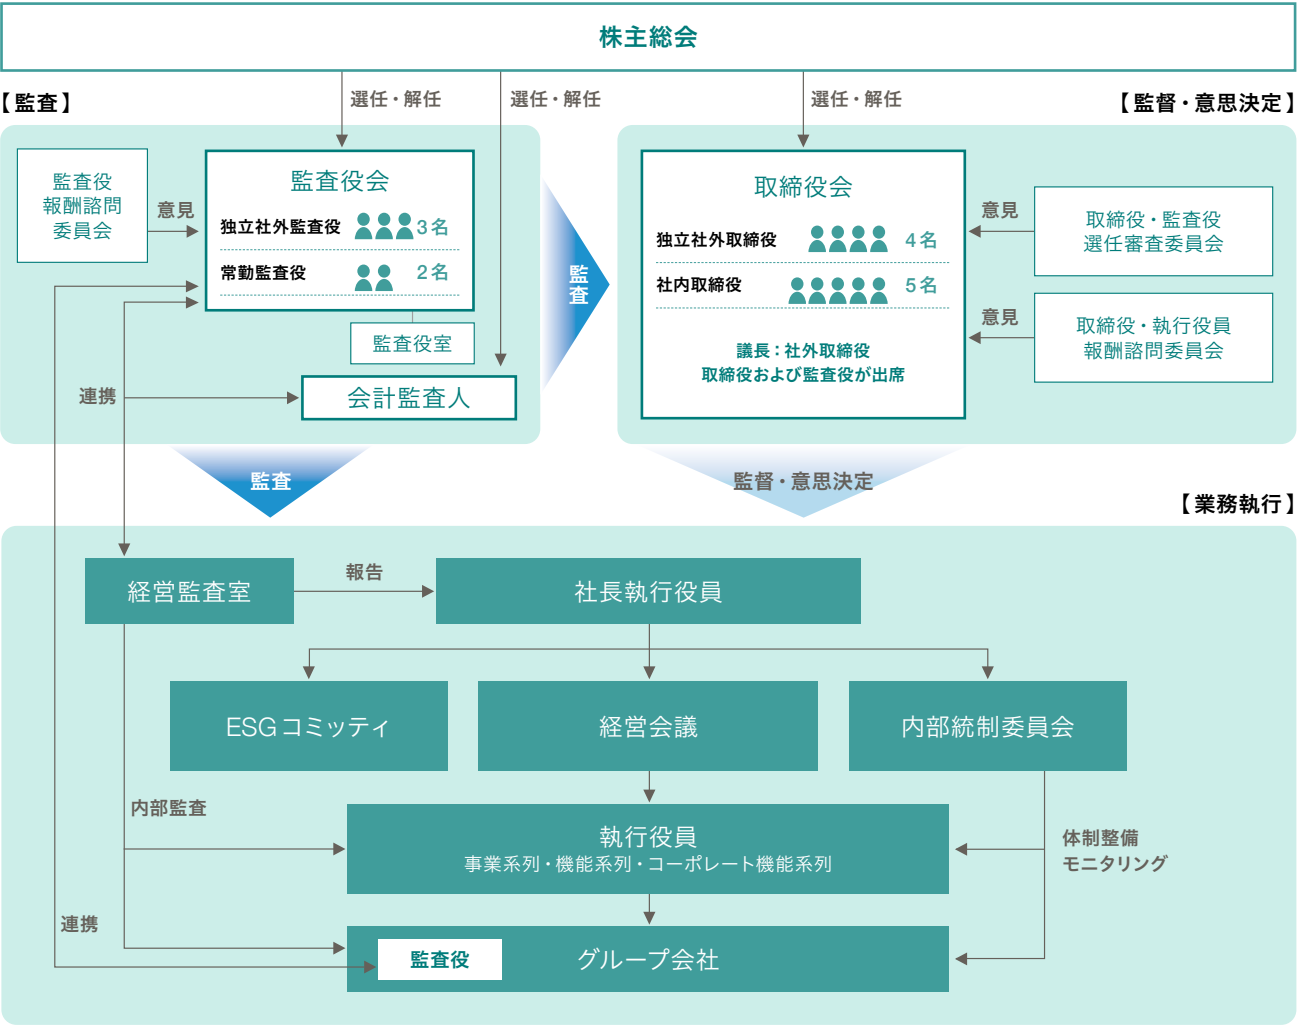 株主総会
選任・解任
選任・解任
選任・解任
【監査】
【監督・意思決定】
監査役
報酬諮問
委員会
意見
監査役会
独立社外監査役 3名
常勤監査役 2名
監査役室
会計監査人
連携
監査
取締役会
独立社外取締役 4名
社内取締役 5名
議長：社外取締役
取締役および監査役が出席
意見
取締役・監査役
選任審査委員会
意見
取締役・執行役員
報酬諮問委員会
監査
監督・意思決定
【業務執行】
経営監査室
報告
社長執行役員
ESGコミッティ
経営会議
内部統制委員会
内部監査
執行役員
事業系列・機能系列・コーポレート機能系列
体制整備
モニタリング
連携
監査役
グループ会社